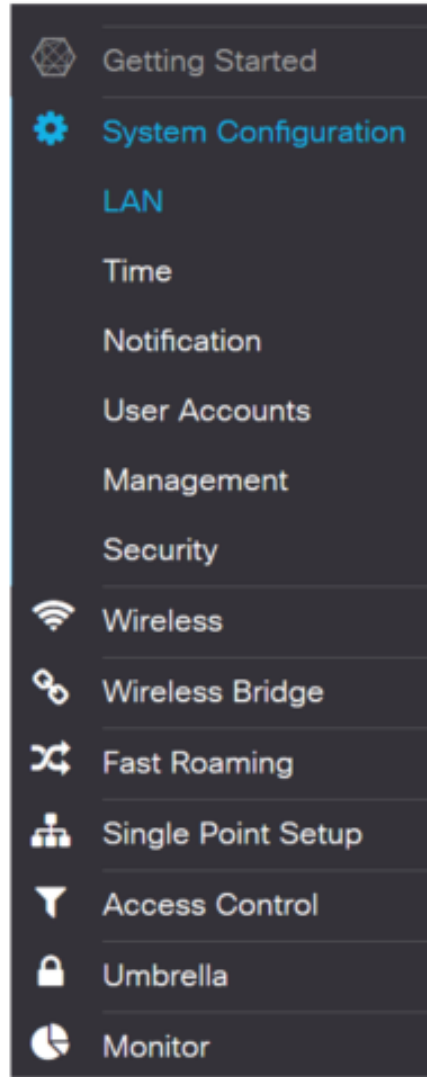 Getting Started
System Configuration
LAN
Time
Notification
User Accounts
Management
Security
Wireless
Wireless Bridge
Fast Roaming
Single Point Setup
Access Control
Umbrella
Monitor